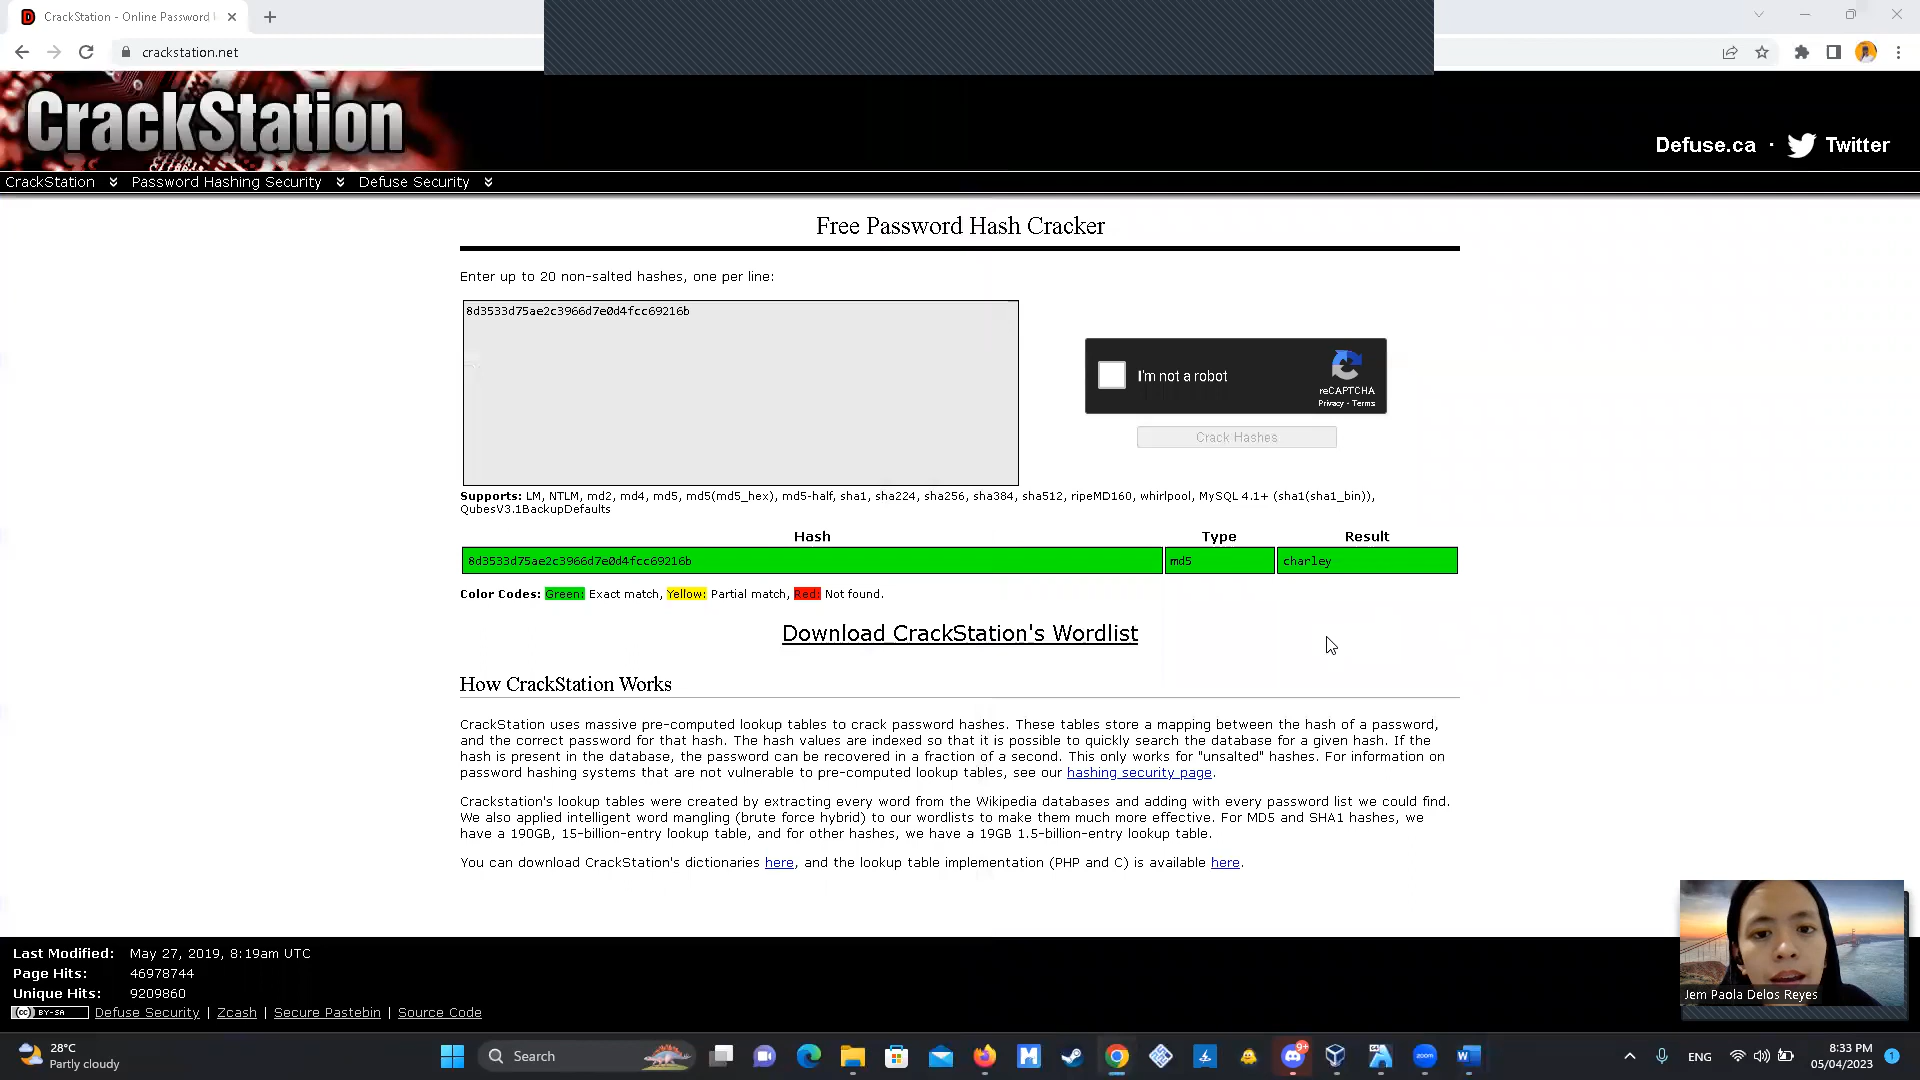 CrackStation - Online Password
crackstation.net
CrackStation
Defuse.ca · Twitter
CrackStation Password Hashing Security Defuse Security
Free Password Hash Cracker
Enter up to 20 non-salted hashes, one per line:
8d3533d75ae2c3966d7e0d4fcc69216b
I'm not a robot
reCAPTCHA
Privacy - Terms
Crack Hashes
Supports: LM, NTLM, md2, md4, md5, md5(md5_hex), md5-half, sha1, sha224, sha256, sha384, sha512, ripeMD160, whirlpool, MySQL 4.1+ (sha1(sha1_bin)),
QubesV3.1BackupDefaults
Hash Type Result
8d3533d75ae2c3966d7e0d4fcc69216b md5 charley
Color Codes: Green: Exact match, Yellow: Partial match, Red: Not found.
Download CrackStation's Wordlist
How CrackStation Works
CrackStation uses massive pre-computed lookup tables to crack password hashes. These tables store a mapping between the hash of a password,
and the correct password for that hash. The hash values are indexed so that it is possible to quickly search the database for a given hash. If the
hash is present in the database, the password can be recovered in a fraction of a second. This only works for "unsalted" hashes. For information on
password hashing systems that are not vulnerable to pre-computed lookup tables, see our hashing security page.
Crackstation's lookup tables were created by extracting every word from the Wikipedia databases and adding with every password list we could find.
We also applied intelligent word mangling (brute force hybrid) to our wordlists to make them much more effective. For MD5 and SHA1 hashes, we
have a 190GB, 15-billion-entry lookup table, and for other hashes, we have a 19GB 1.5-billion-entry lookup table.
You can download CrackStation's dictionaries here, and the lookup table implementation (PHP and C) is available here.
Last Modified: May 27, 2019, 8:19am UTC
Page Hits: 46978744
Unique Hits: 9209860
(cc) BY-SA Defuse Security | Zcash | Secure Pastebin | Source Code
Jem Paola Delos Reyes
28°C
Partly cloudy
Search
9+
zoom
ENG
8:33 PM
05/04/2023
1